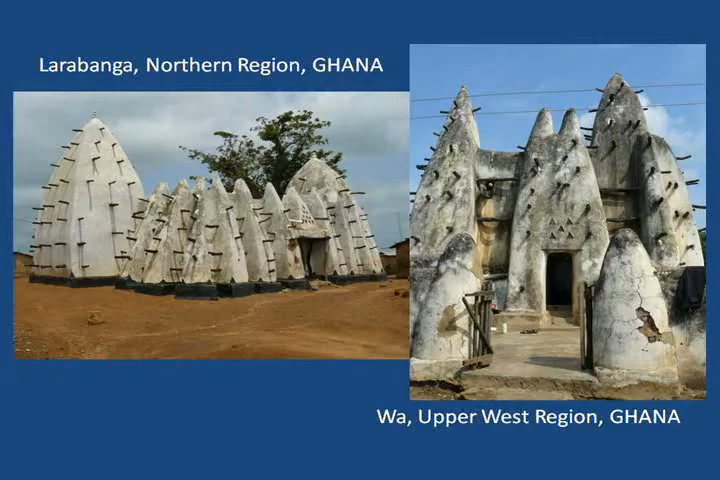 Larabanga, Northern Region, GHANA
Wa, Upper West Region, GHANA